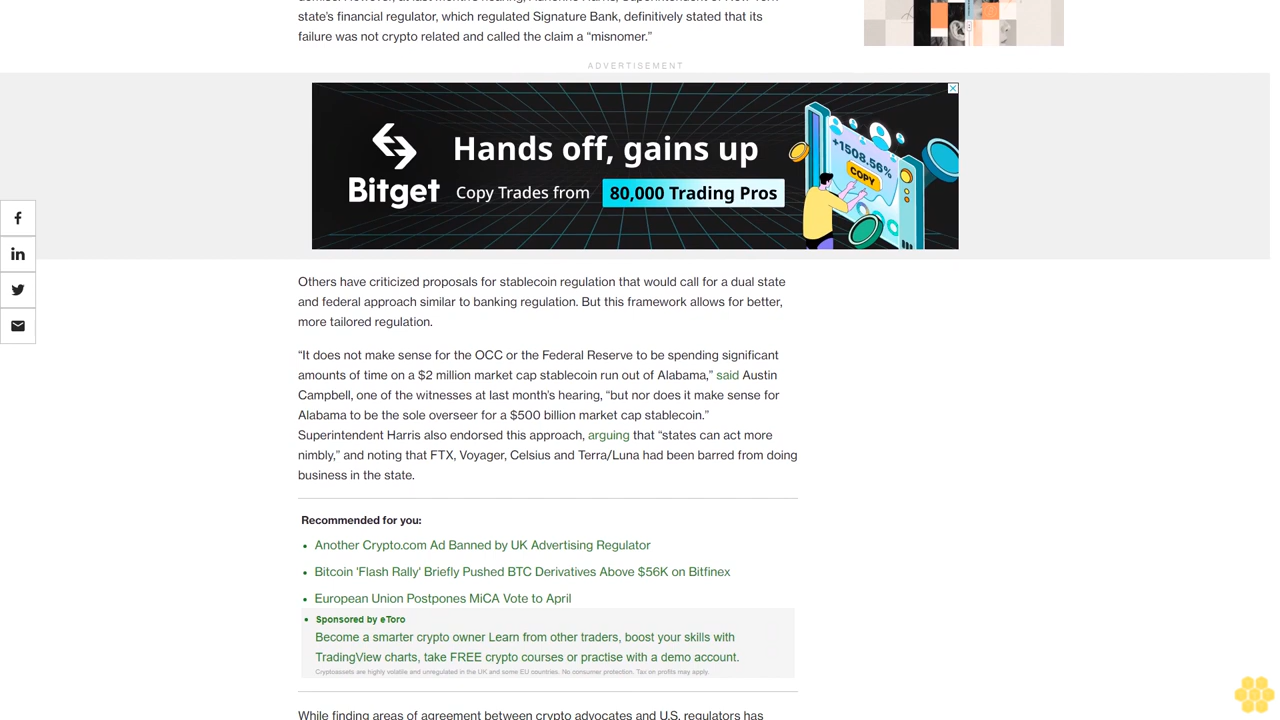 state's financial regulator, which regulated Signature Bank, definitively stated that its
failure was not crypto related and called the claim a “misnomer.”
ADVERTISEMENT
Bitget
Hands off, gains up
Copy Trades from 80,000 Trading Pros
+1508.56%
COPY
Others have criticized proposals for stablecoin regulation that would call for a dual state
and federal approach similar to banking regulation. But this framework allows for better,
more tailored regulation.
“It does not make sense for the OCC or the Federal Reserve to be spending significant
amounts of time on a $2 million market cap stablecoin run out of Alabama,” said Austin
Campbell, one of the witnesses at last month's hearing, “but nor does it make sense for
Alabama to be the sole overseer for a $500 billion market cap stablecoin.”
Superintendent Harris also endorsed this approach, arguing that “states can act more
nimbly,” and noting that FTX, Voyager, Celsius and Terra/Luna had been barred from doing
business in the state.
Recommended for you:
• Another Crypto.com Ad Banned by UK Advertising Regulator
• Bitcoin 'Flash Rally' Briefly Pushed BTC Derivatives Above $56K on Bitfinex
• European Union Postpones MiCA Vote to April
• Sponsored by eToro
Become a smarter crypto owner Learn from other traders, boost your skills with
TradingView charts, take FREE crypto courses or practise with a demo account.
Cryptoassets are highly volatile and unregulated in the UK and some EU countries. No consumer protection. Tax on profits may apply.
While finding areas of agreement between crypto advocates and U.S. regulators has